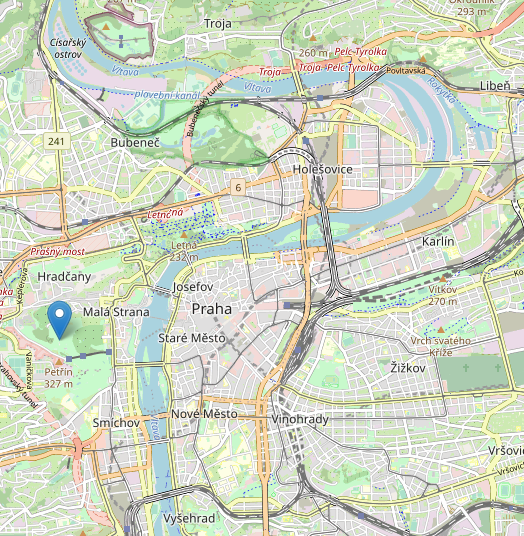 Troja
Okrouhlík
293 m
Císařský
ostrov
260 m
Pelc-Tyrolka
Vltava
Troja
Troja
Pelc-Tyrolka
Povltavská
plavební kanál
Vltava
Rokytka
Libeň
Bubenečský tunel
241
Bubeneč
Holešovice
6
Letenská
Letná
232 m
Karlín
Prašný most
Keplerova
Hradčany
Josefov
Vítkov
270 m
Malá Strana
Praha
Staré Město
Vrch svatého
Kříže
Vaníčkova
Petřín
327 m
Strahovský tunel
Žižkov
Nové Město
Vinohrady
Smíchov
Vltava
Vršovic
Vyšehrad